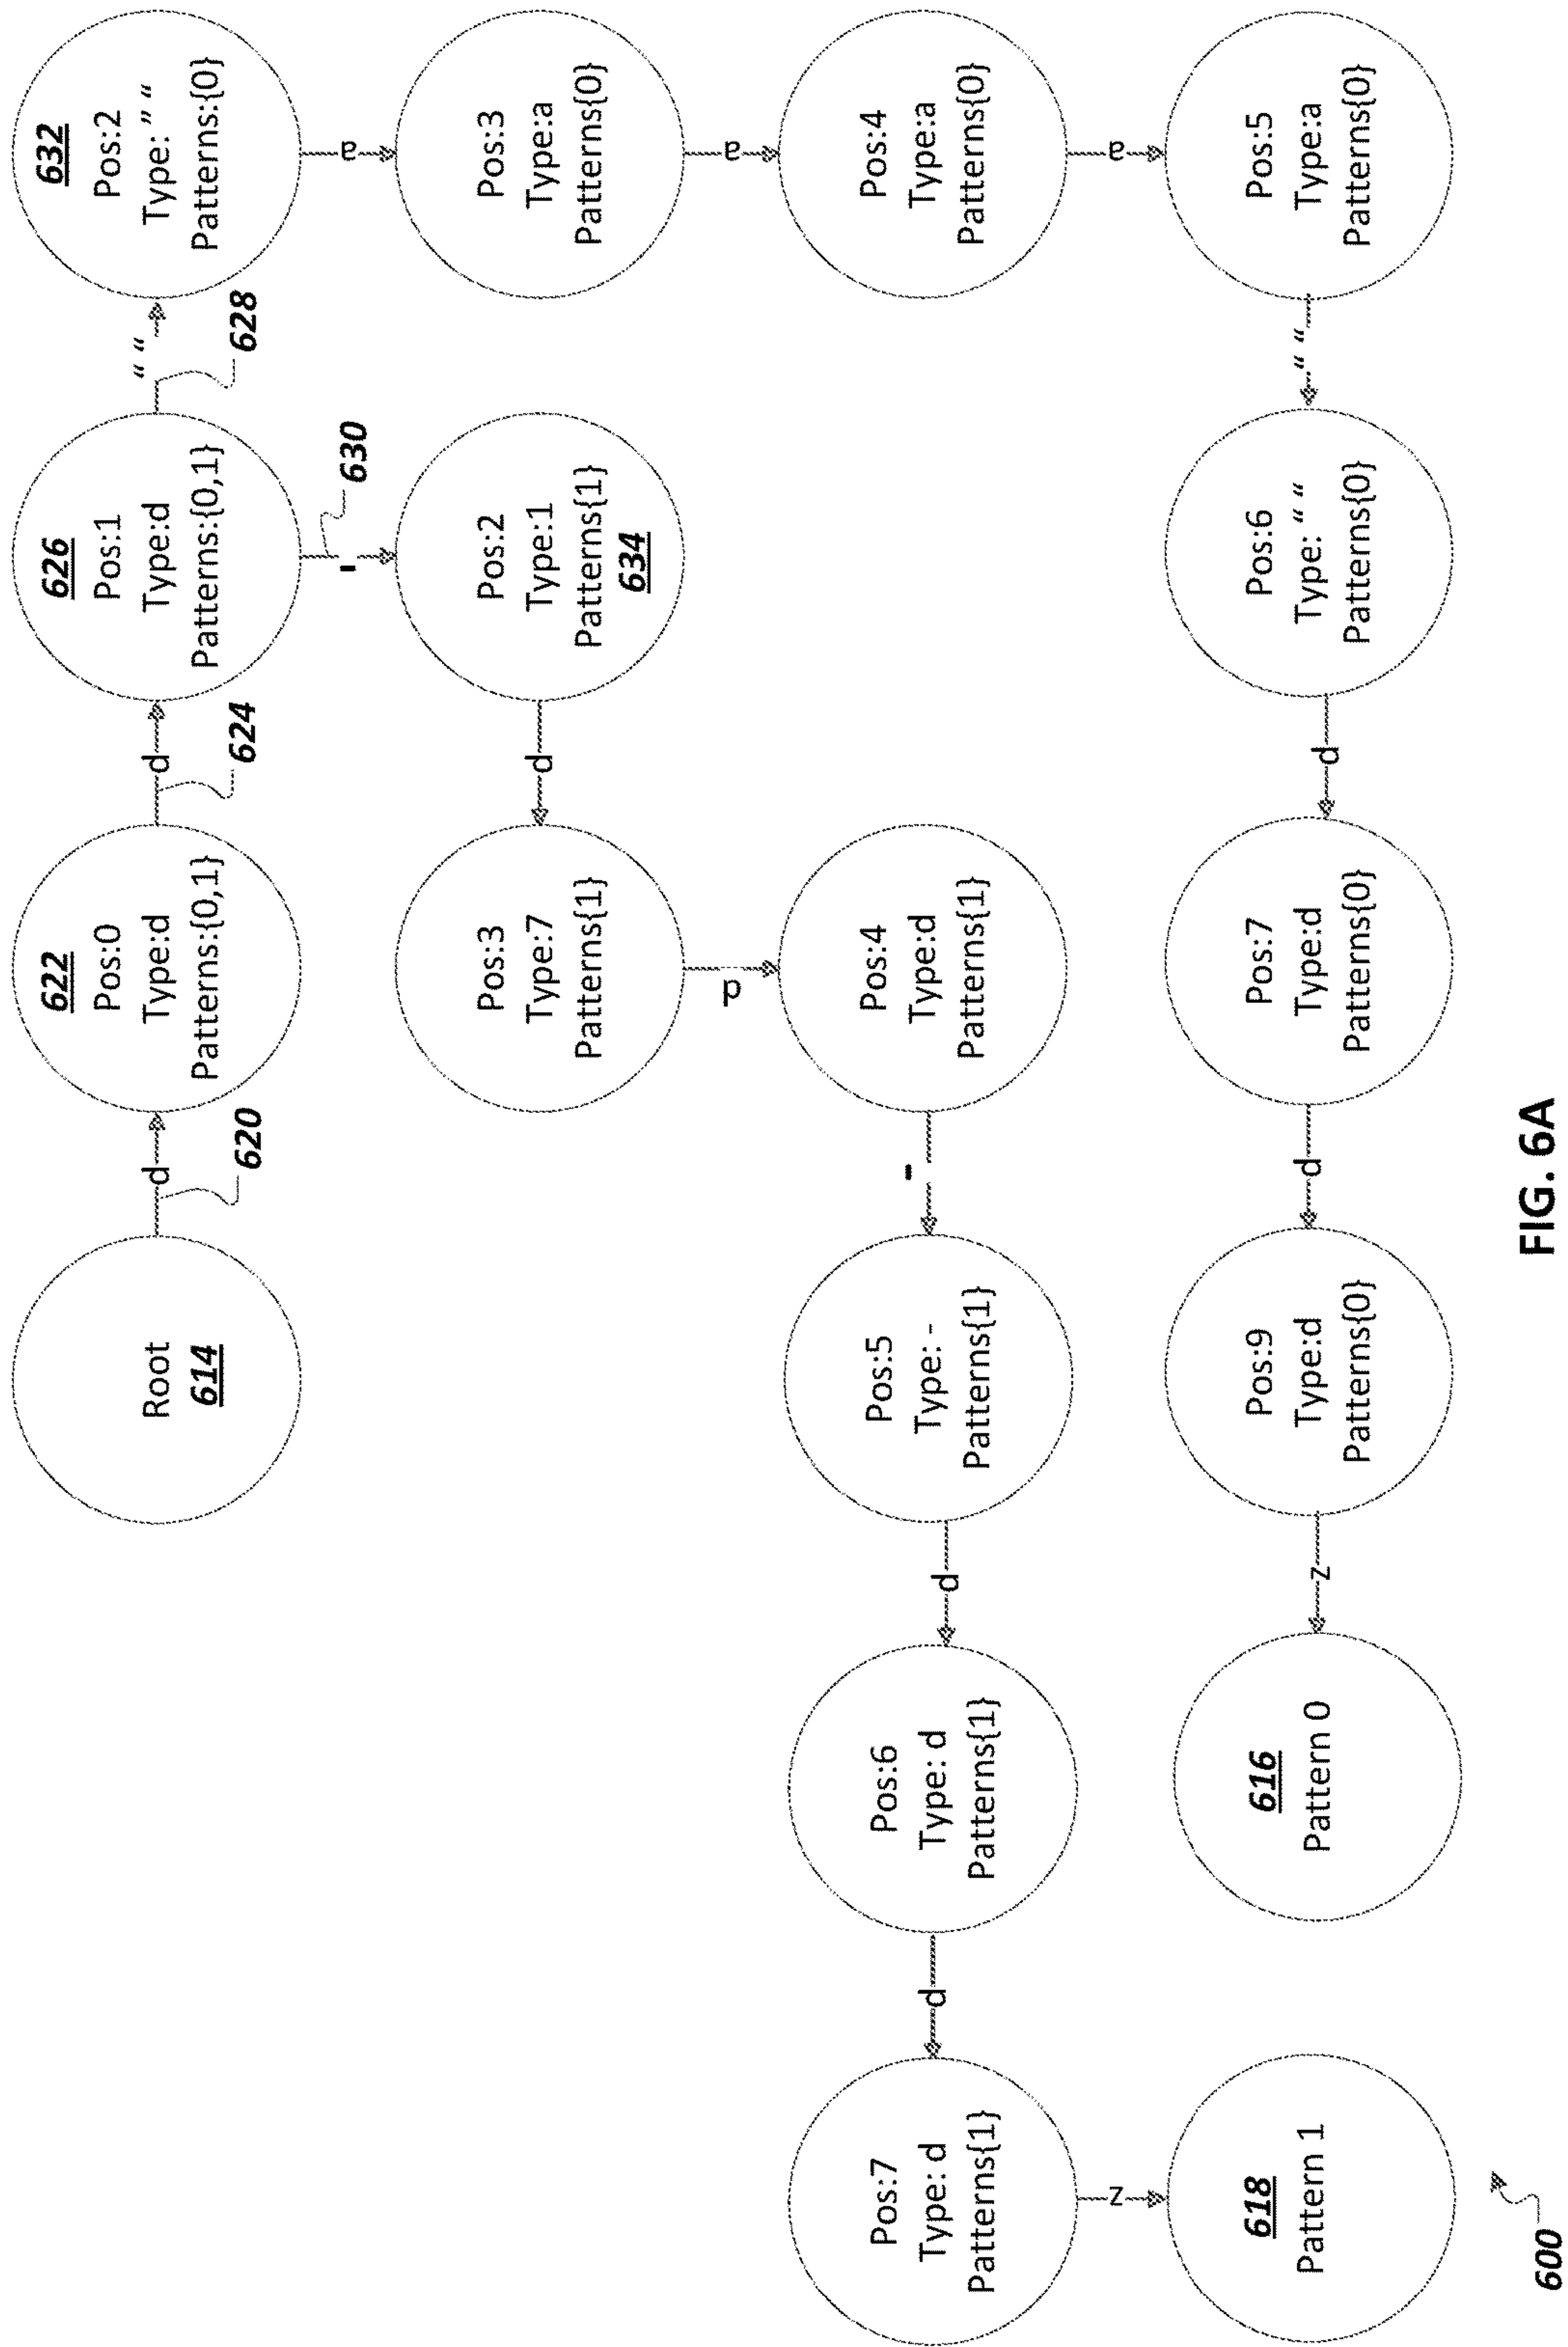 Root
614
d
620
622
Pos:0
Type:d
Patterns:{0,1}
d
624
626
Pos:1
Type:d
Patterns:{0,1}
“ “
628
632
Pos:2
Type: ” “
Patterns:{0}
-
630
Pos:2
Type:1
Patterns{1}
634
a
Pos:3
Type:a
Patterns{0}
d
Pos:3
Type:7
Patterns{1}
a
Pos:4
Type:a
Patterns{0}
d
Pos:4
Type:d
Patterns{1}
a
Pos:5
Type:a
Patterns{0}
-
Pos:5
Type: -
Patterns{1}
“ “
Pos:6
Type: “ “
Patterns{0}
d
Pos:6
Type: d
Patterns{1}
d
Pos:7
Type:d
Patterns{0}
d
Pos:7
Type: d
Patterns{1}
d
Pos:9
Type:d
Patterns{0}
z
618
Pattern 1
z
616
Pattern 0
600
FIG. 6A